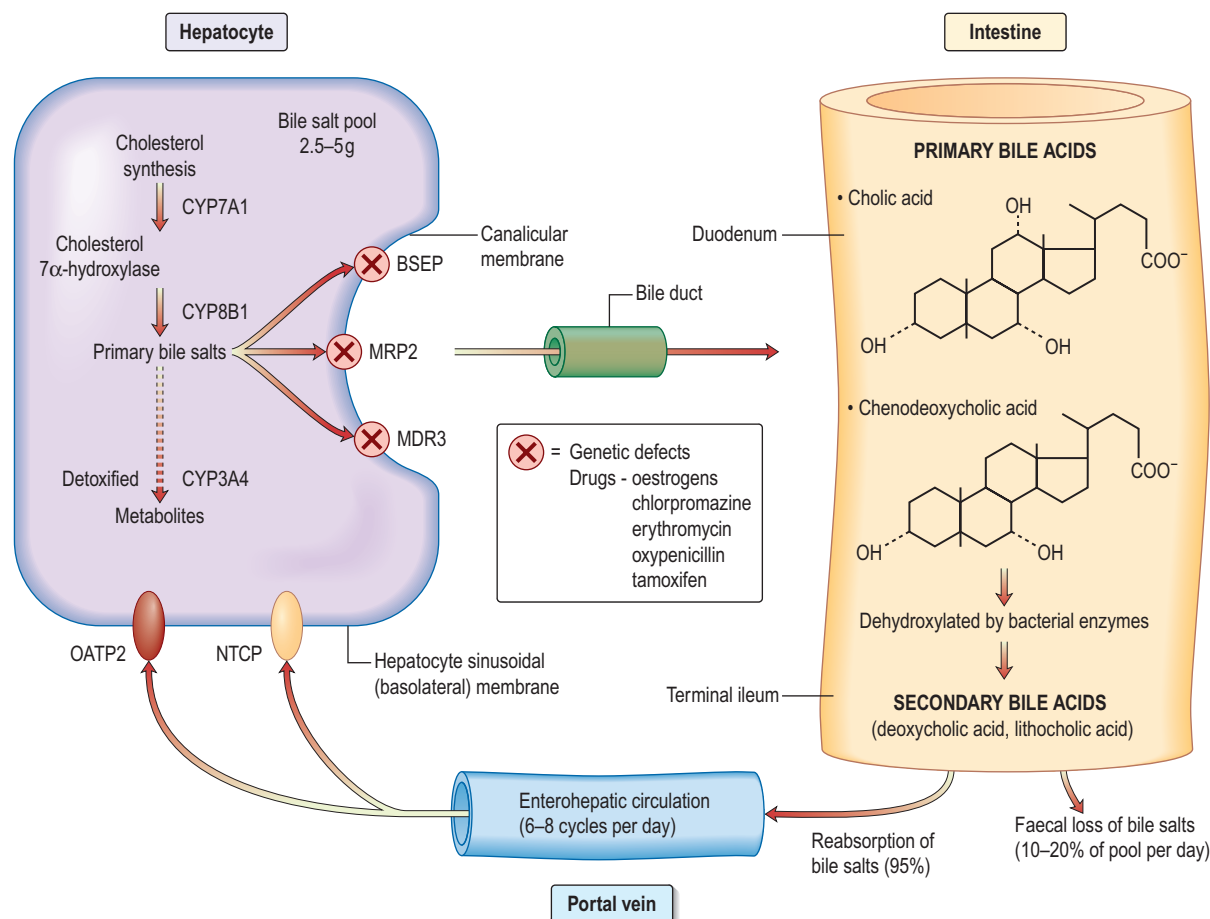 Hepatocyte
Intestine
Bile salt pool
2.5–5g
Cholesterol
synthesis
CYP7A1
Cholesterol
7α-hydroxylase
CYP8B1
Primary bile salts
Detoxified
CYP3A4
Metabolites
BSEP
MRP2
MDR3
Canalicular
membrane
Bile duct
= Genetic defects
Drugs - oestrogens
chlorpromazine
erythromycin
oxypenicillin
tamoxifen
OATP2
NTCP
Hepatocyte sinusoidal
(basolateral) membrane
Duodenum
PRIMARY BILE ACIDS
• Cholic acid
OH
COO⁻
OH
OH
• Chenodeoxycholic acid
COO⁻
OH
OH
Dehydroxylated by bacterial enzymes
Terminal ileum
SECONDARY BILE ACIDS
(deoxycholic acid, lithocholic acid)
Enterohepatic circulation
(6–8 cycles per day)
Reabsorption of
bile salts (95%)
Faecal loss of bile salts
(10–20% of pool per day)
Portal vein